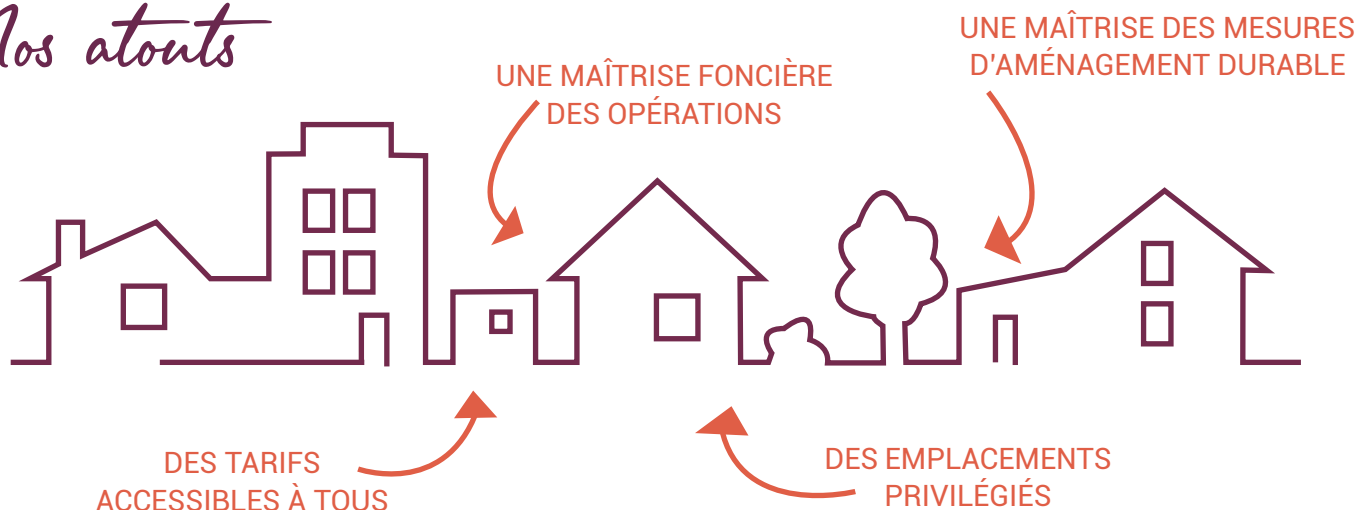 Nos atouts
UNE MAÎTRISE FONCIÈRE
DES OPÉRATIONS
UNE MAÎTRISE DES MESURES
D'AMÉNAGEMENT DURABLE
DES TARIFS
ACCESSIBLES À TOUS
DES EMPLACEMENTS
PRIVILÉGIÉS